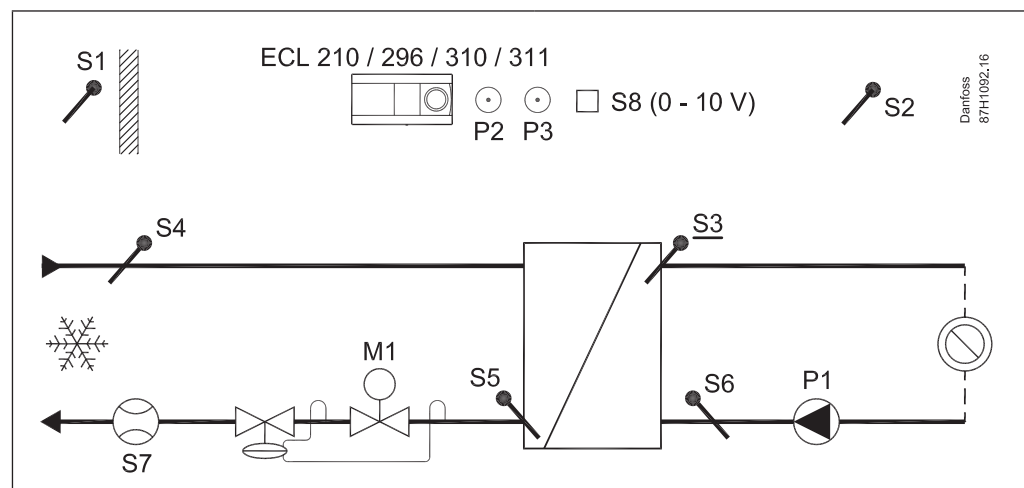 ECL 210 / 296 / 310 / 311
S1
P2
P3
S8 (0 - 10 V)
S2
Danfoss
87H1092.16
S4
S3
M1
S5
S6
P1
S7